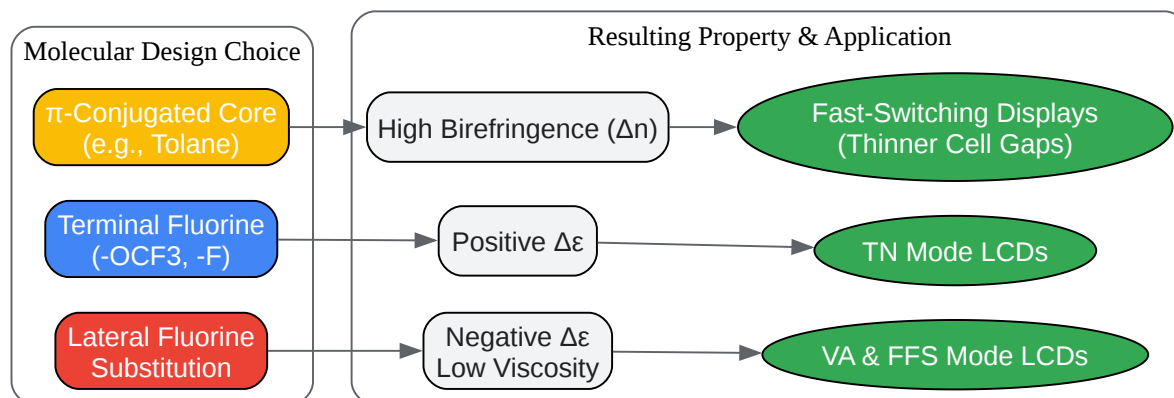 Molecular Design Choice
Resulting Property & Application
π-Conjugated Core
(e.g., Tolane)
High Birefringence (Δn)
Fast-Switching Displays
(Thinner Cell Gaps)
Terminal Fluorine
(-OCF3, -F)
Positive Δε
TN Mode LCDs
Lateral Fluorine
Substitution
Negative Δε
Low Viscosity
VA & FFS Mode LCDs